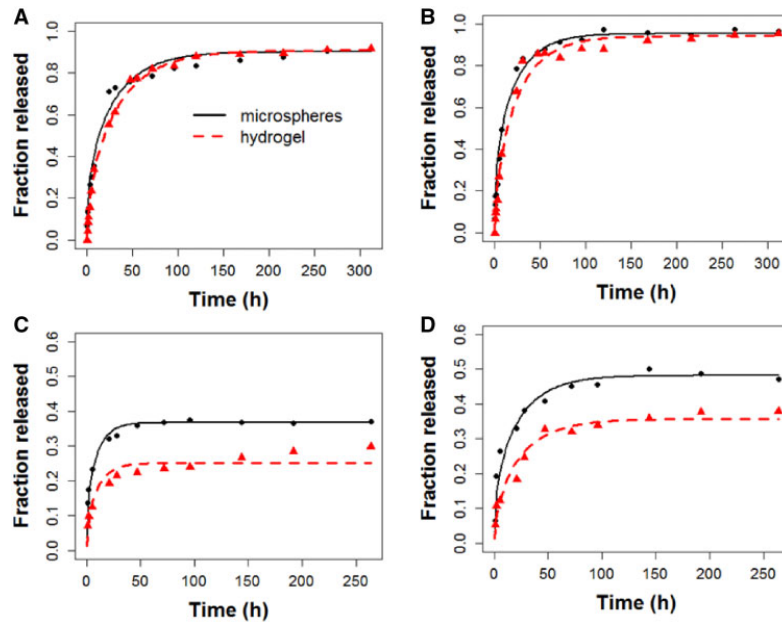 A
Fraction released
1.0
0.8
0.6
0.4
0.2
0.0
microspheres
hydrogel
0 50 100 150 200 250 300
Time (h)
B
Fraction released
1.0
0.8
0.6
0.4
0.2
0.0
0 50 100 150 200 250 300
Time (h)
C
Fraction released
0.6
0.5
0.4
0.3
0.2
0.1
0.0
0 50 100 150 200 250
Time (h)
D
Fraction released
0.6
0.5
0.4
0.3
0.2
0.1
0.0
0 50 100 150 200 250
Time (h)